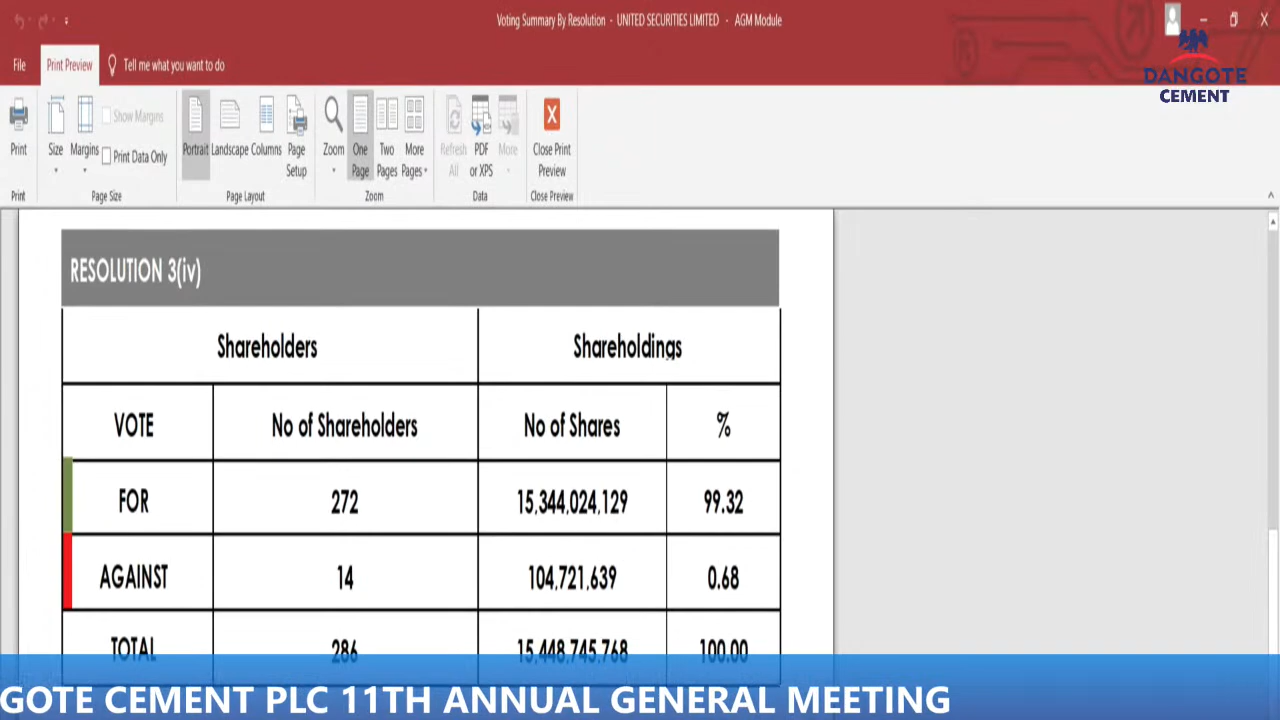 Voting Summary By Resolution - UNITED SECURITIES LIMITED - AGM Module
File Print Preview Tell me what you want to do
DANGOTE
CEMENT
Print Size Margins Show Margins Print Data Only Portrait Landscape Columns Page Setup Zoom One Page Two Pages More Pages Refresh All PDF or XPS More Close Print Preview
Print Page Size Page Layout Zoom Data Close Preview
RESOLUTION 3(iv)
Shareholders Shareholdings
VOTE No of Shareholders No of Shares %
FOR 272 15,344,024,129 99.32
AGAINST 14 104,721,639 0.68
TOTAL 286 15,448,745,768 100.00
GOTE CEMENT PLC 11TH ANNUAL GENERAL MEETING